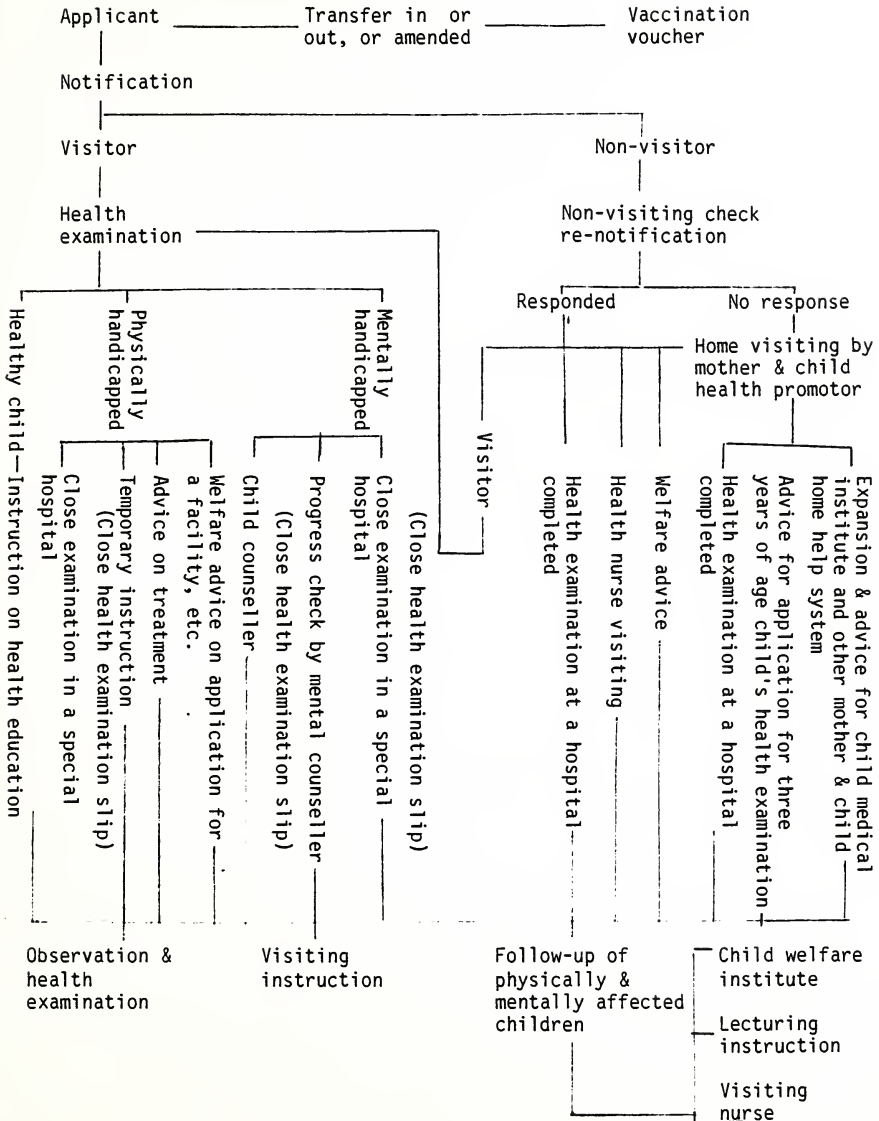 Applicant
Transfer in or
out, or amended
Vaccination
voucher
Notification
Visitor
Non-visitor
Health
examination
Non-visiting check
re-notification
Responded
No response
Home visiting by
mother & child
health promotor
Healthy child—Instruction on health education
Physically
handicapped
Close examination in a special
hospital
Temporary instruction
(Close health examination slip)
Advice on treatment
Welfare advice on application for
a facility, etc.
Mentally
handicapped
Child counseller
Progress check by mental counseller
(Close health examination slip)
Close examination in a special
hospital
(Close health examination slip)
Visitor
Health examination at a hospital
completed
Health nurse visiting
Welfare advice
Health examination at a hospital
completed
Advice for application for three
years of age child's health examination
Expansion & advice for child medical
institute and other mother & child
home help system
Observation &
health
examination
Visiting
instruction
Follow-up of
physically &
mentally affected
children
Child welfare
institute
Lecturing
instruction
Visiting
nurse